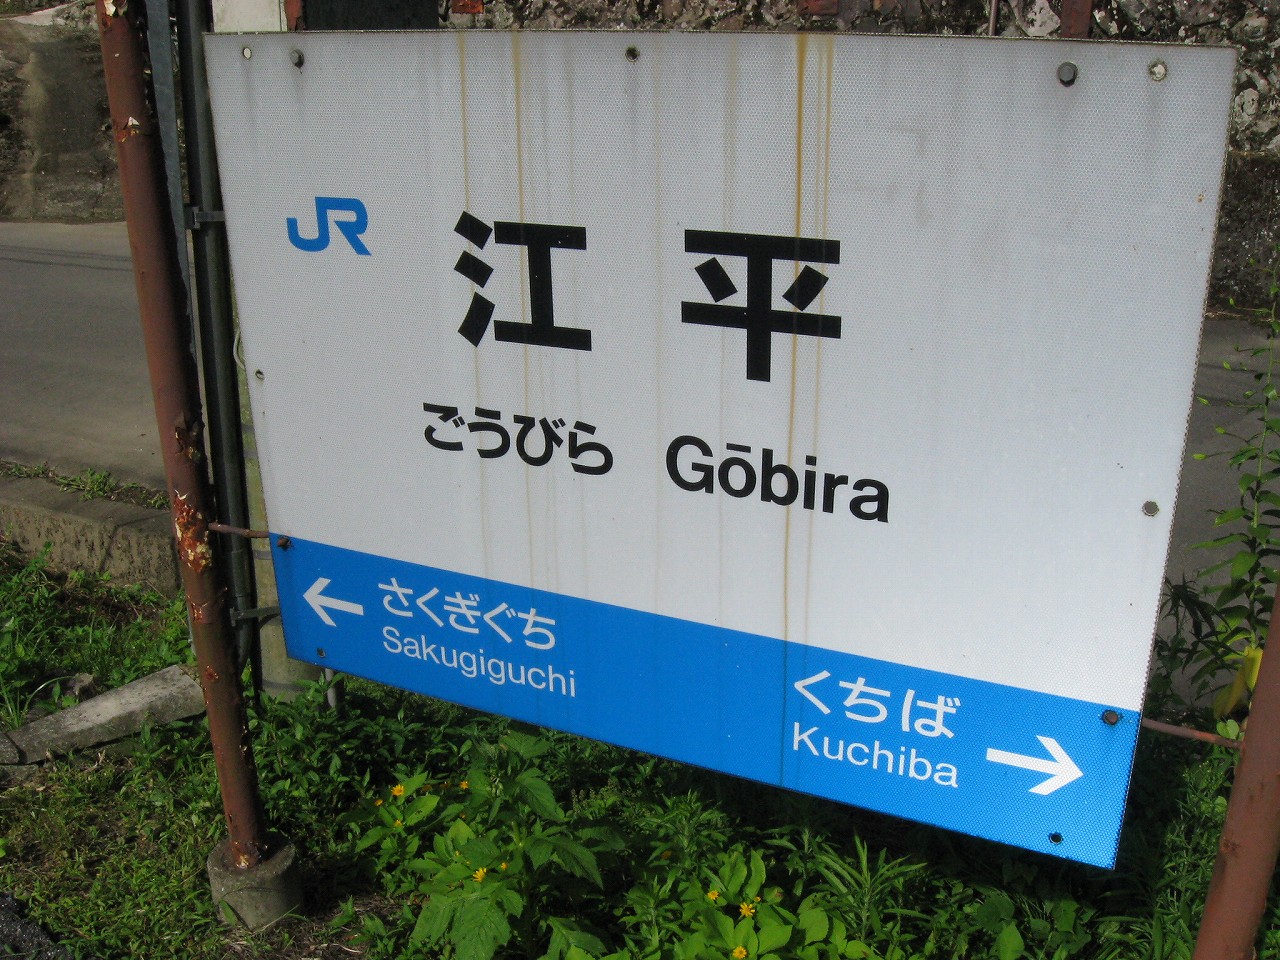 JR
江平
ごうびら Gōbira
← さくぎぐち
Sakugiguchi
くちば →
Kuchiba